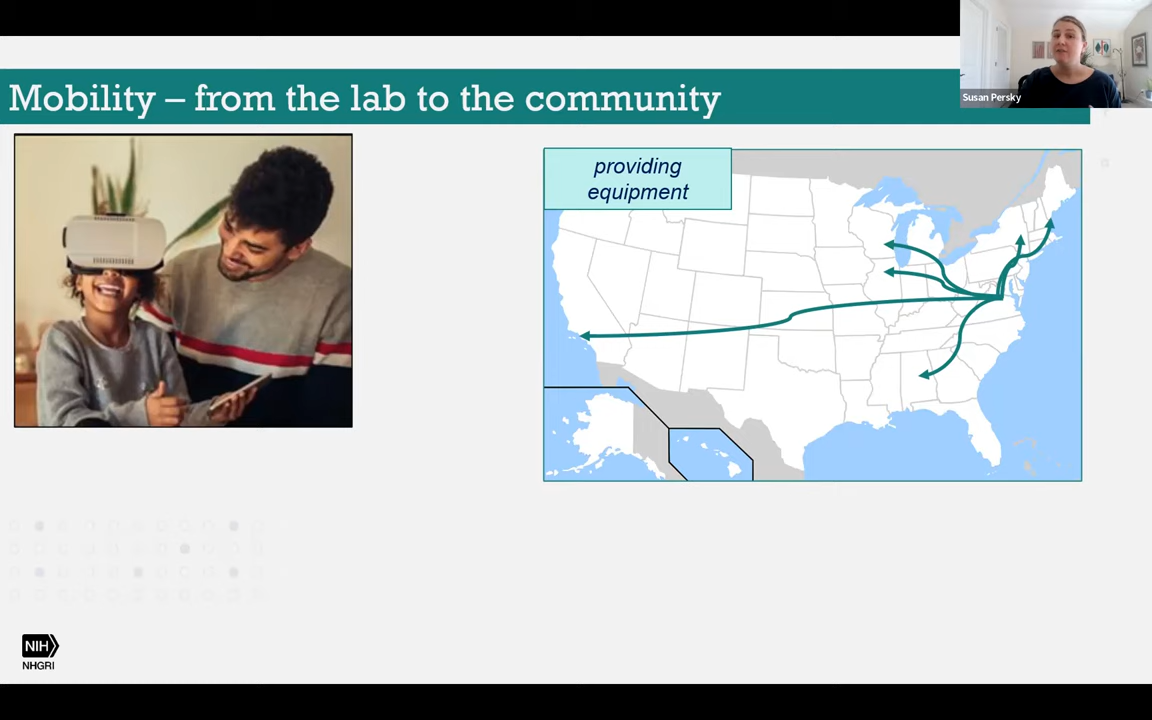 Mobility – from the lab to the community
Susan Persky
providing
equipment
NIH
NHGRI